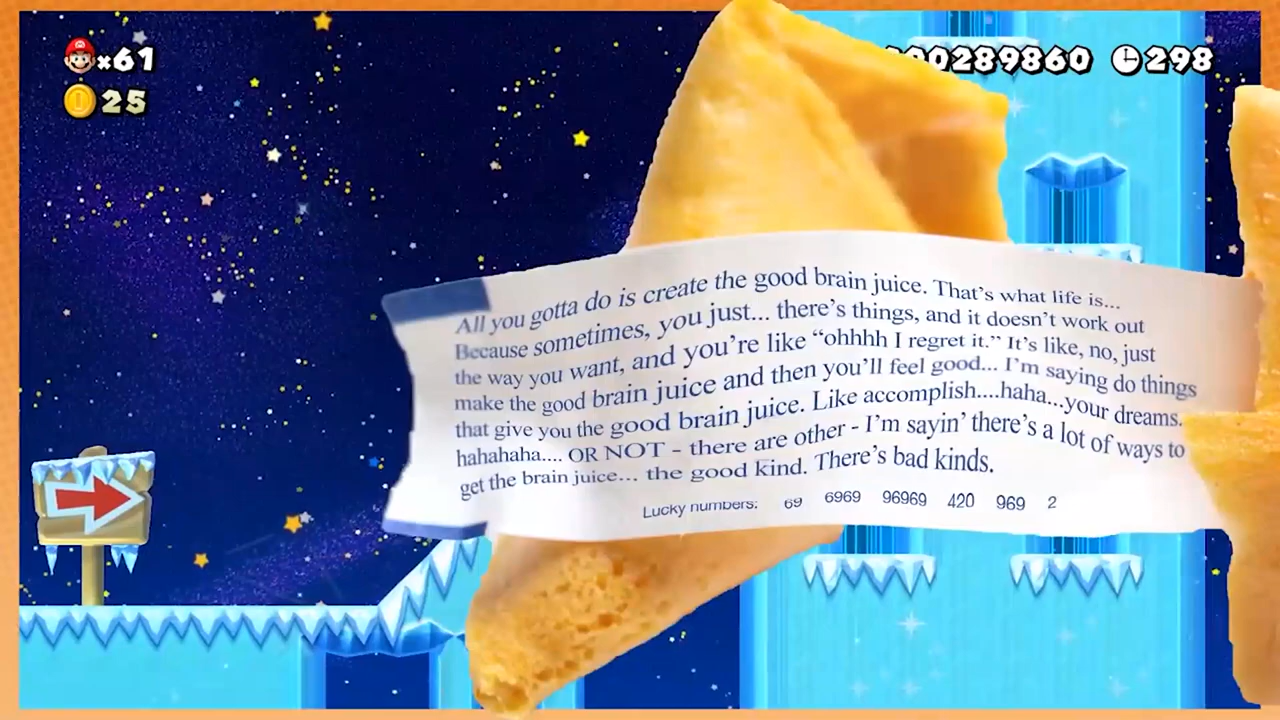 ×61
25
00289860 298
All you gotta do is create the good brain juice. That's what life is...
Because sometimes, you just... there's things, and it doesn't work out
the way you want, and you're like “ohhhh I regret it.” It's like, no, just
make the good brain juice and then you'll feel good... I'm saying do things
that give you the good brain juice. Like accomplish....haha...your dreams.
hahahaha.... OR NOT - there are other - I'm sayin' there's a lot of ways to
get the brain juice... the good kind. There's bad kinds.
Lucky numbers: 69 6969 96969 420 969 2